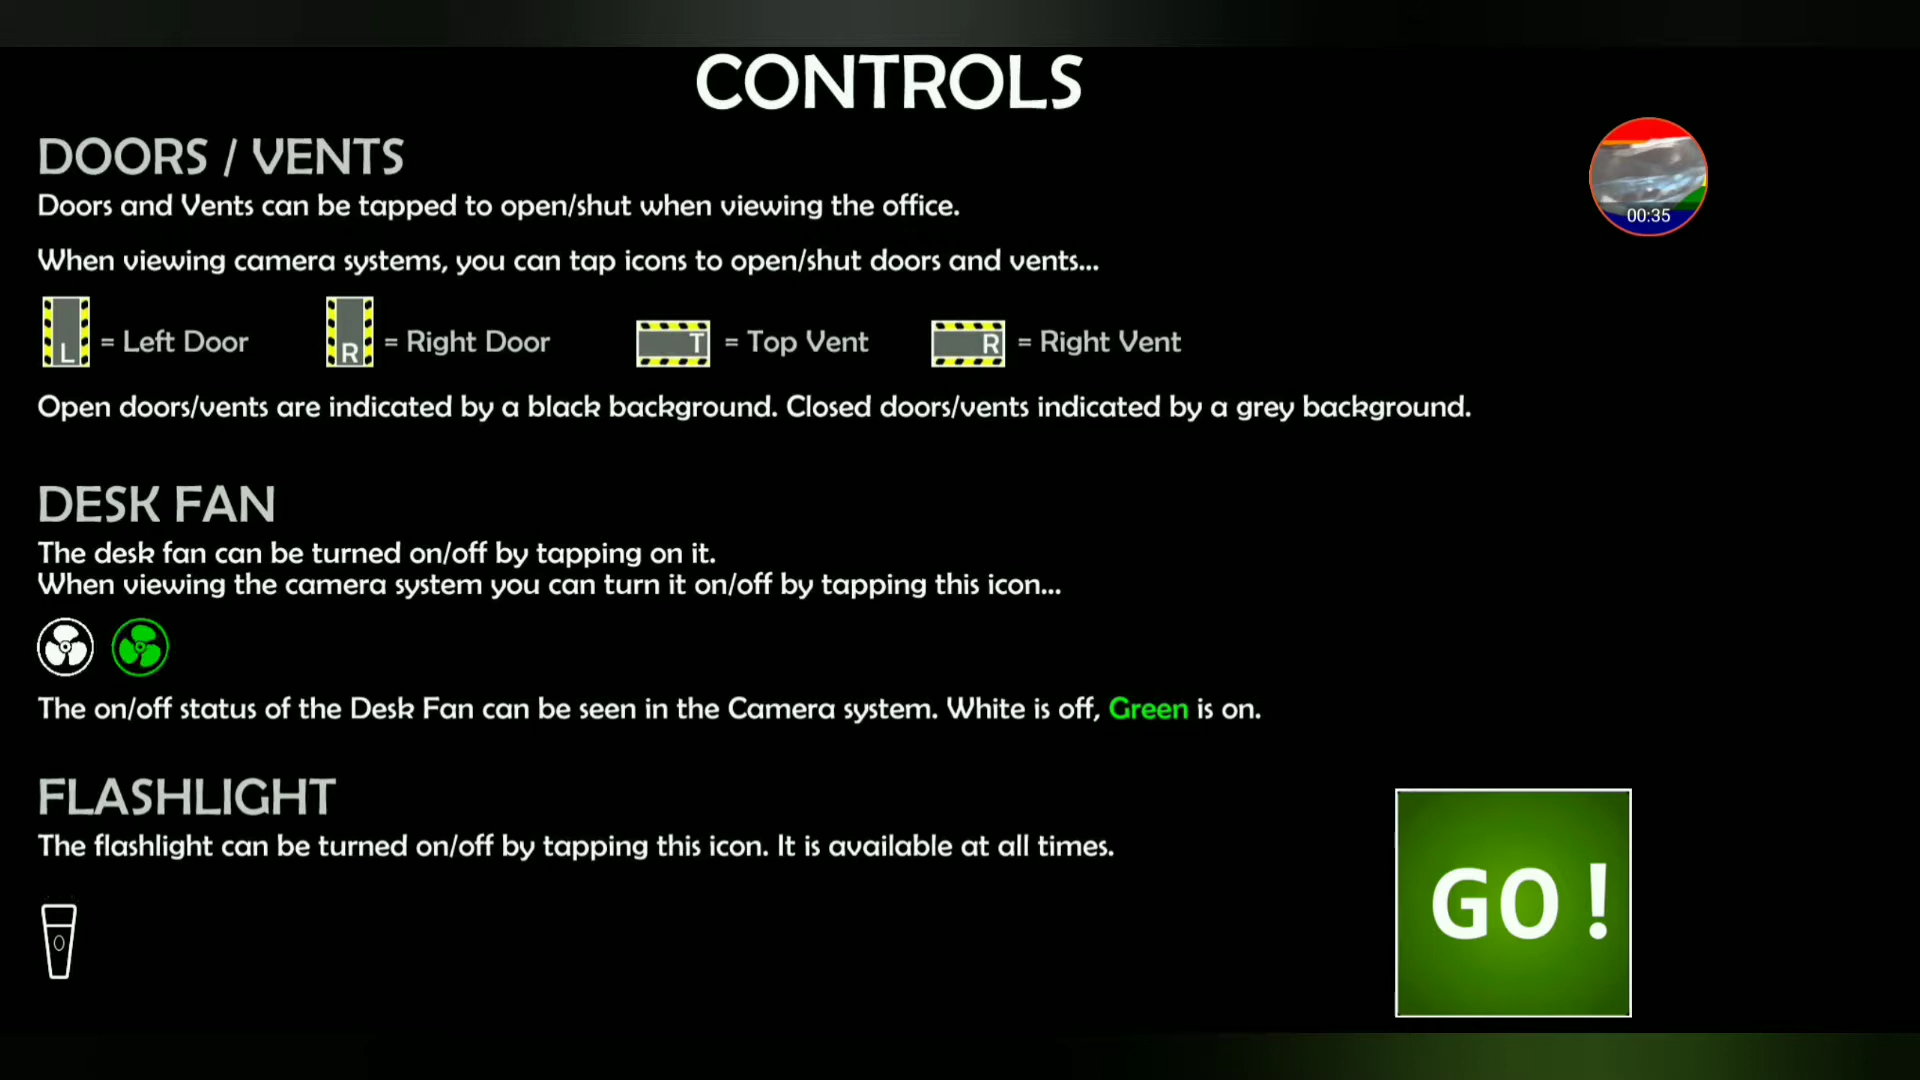 CONTROLS
DOORS / VENTS
00:35
Doors and Vents can be tapped to open/shut when viewing the office.
When viewing camera systems, you can tap icons to open/shut doors and vents...
L = Left Door R = Right Door T = Top Vent R = Right Vent
Open doors/vents are indicated by a black background. Closed doors/vents indicated by a grey background.
DESK FAN
The desk fan can be turned on/off by tapping on it.
When viewing the camera system you can turn it on/off by tapping this icon...
The on/off status of the Desk Fan can be seen in the Camera system. White is off, Green is on.
FLASHLIGHT
The flashlight can be turned on/off by tapping this icon. It is available at all times.
GO!